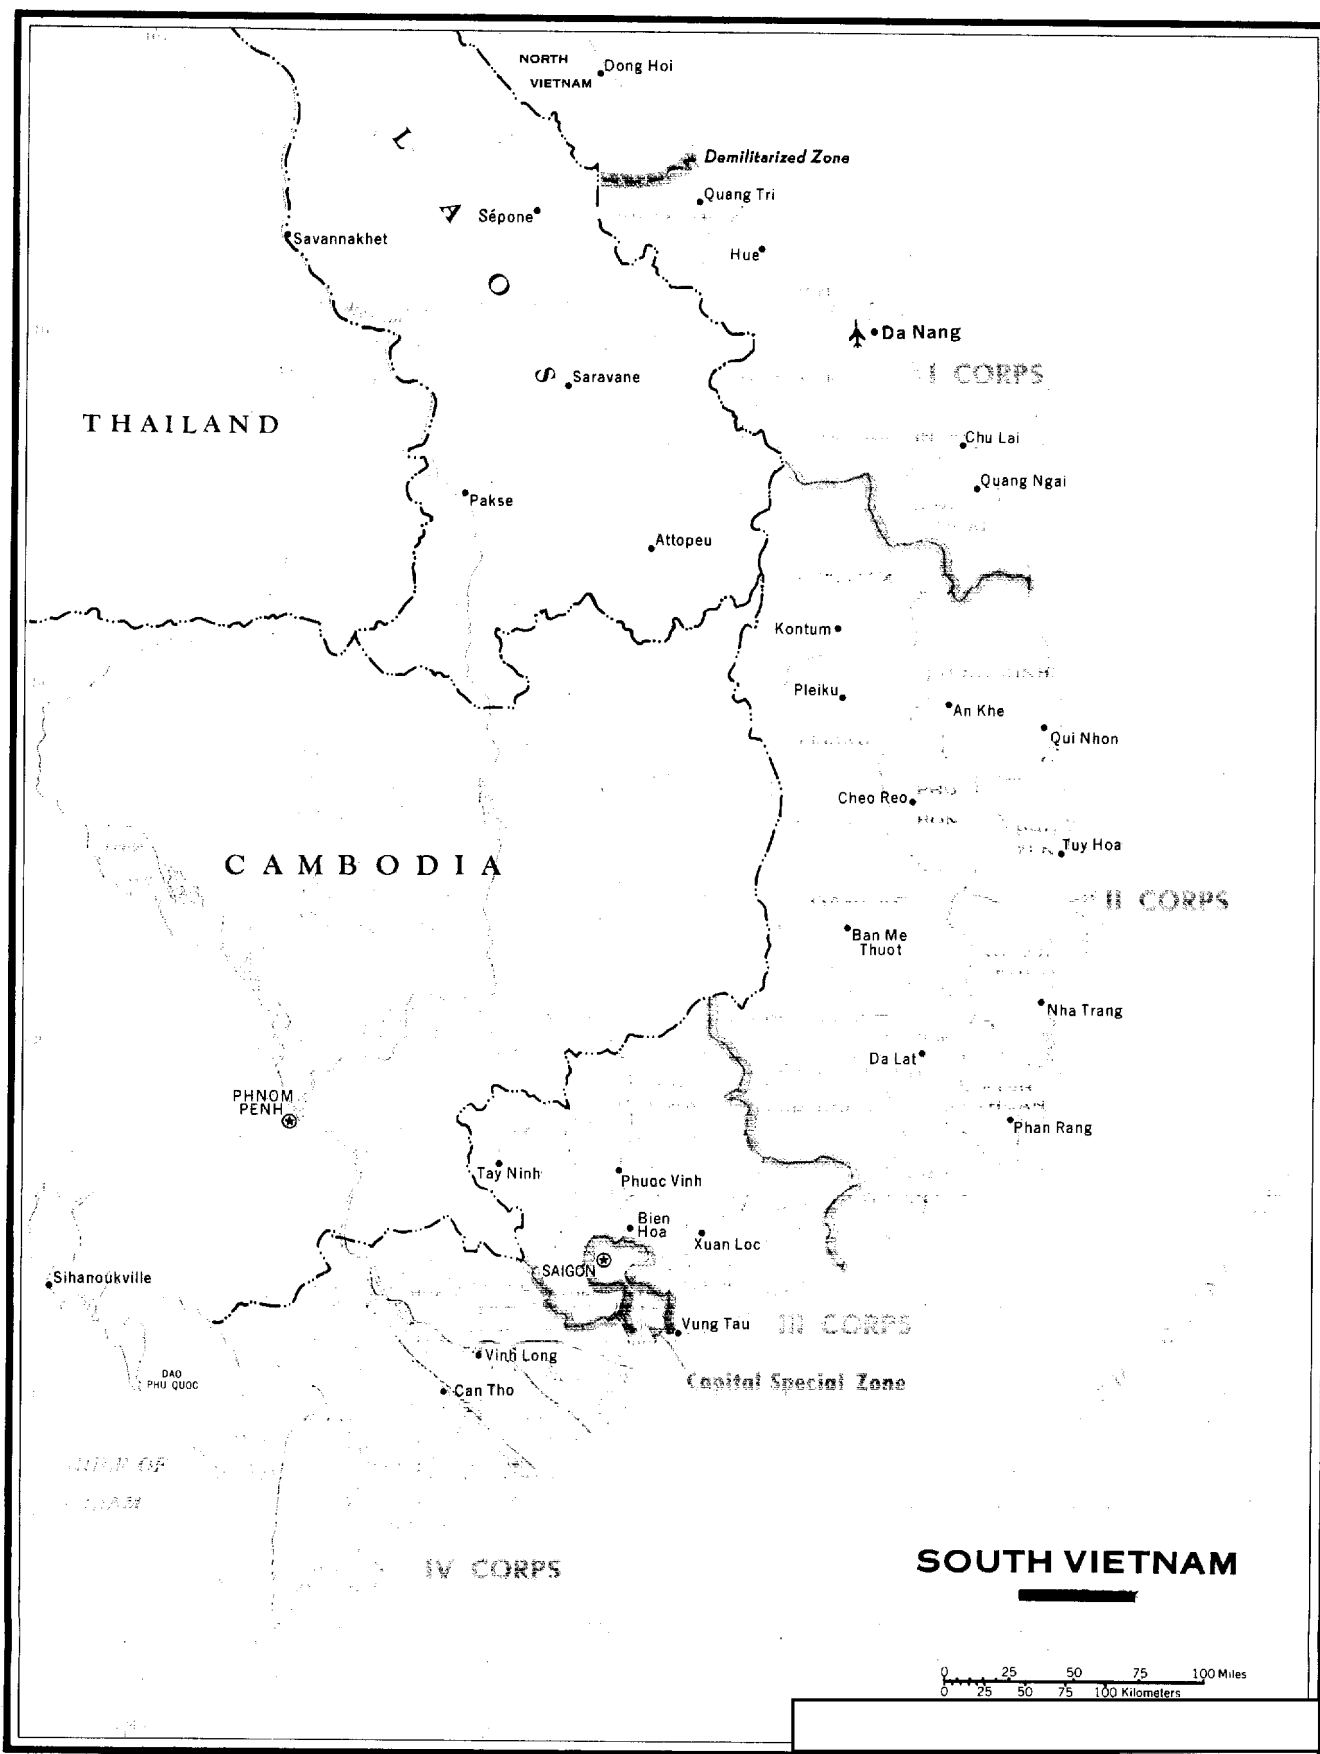 NORTH
VIETNAM
Dong Hoi
L
A
O
S
Demilitarized Zone
Quang Tri
Sépone
Savannakhet
Hue
Da Nang
I CORPS
Saravane
THAILAND
Chu Lai
Quang Ngai
Pakse
Attopeu
Kontum
Pleiku
An Khe
Qui Nhon
Cheo Reo
PHU
BON
Tuy Hoa
CAMBODIA
II CORPS
Ban Me
Thuot
Nha Trang
Da Lat
PHNOM
PENH
Phan Rang
Tay Ninh
Phuoc Vinh
Bien
Hoa
Xuan Loc
SAIGON
Sihanoukville
Vung Tau
III CORPS
Vinh Long
Capital Special Zone
DAO
PHU QUOC
Can Tho
OF
IV CORPS
SOUTH VIETNAM
0 25 50 75 100 Miles
0 25 50 75 100 Kilometers